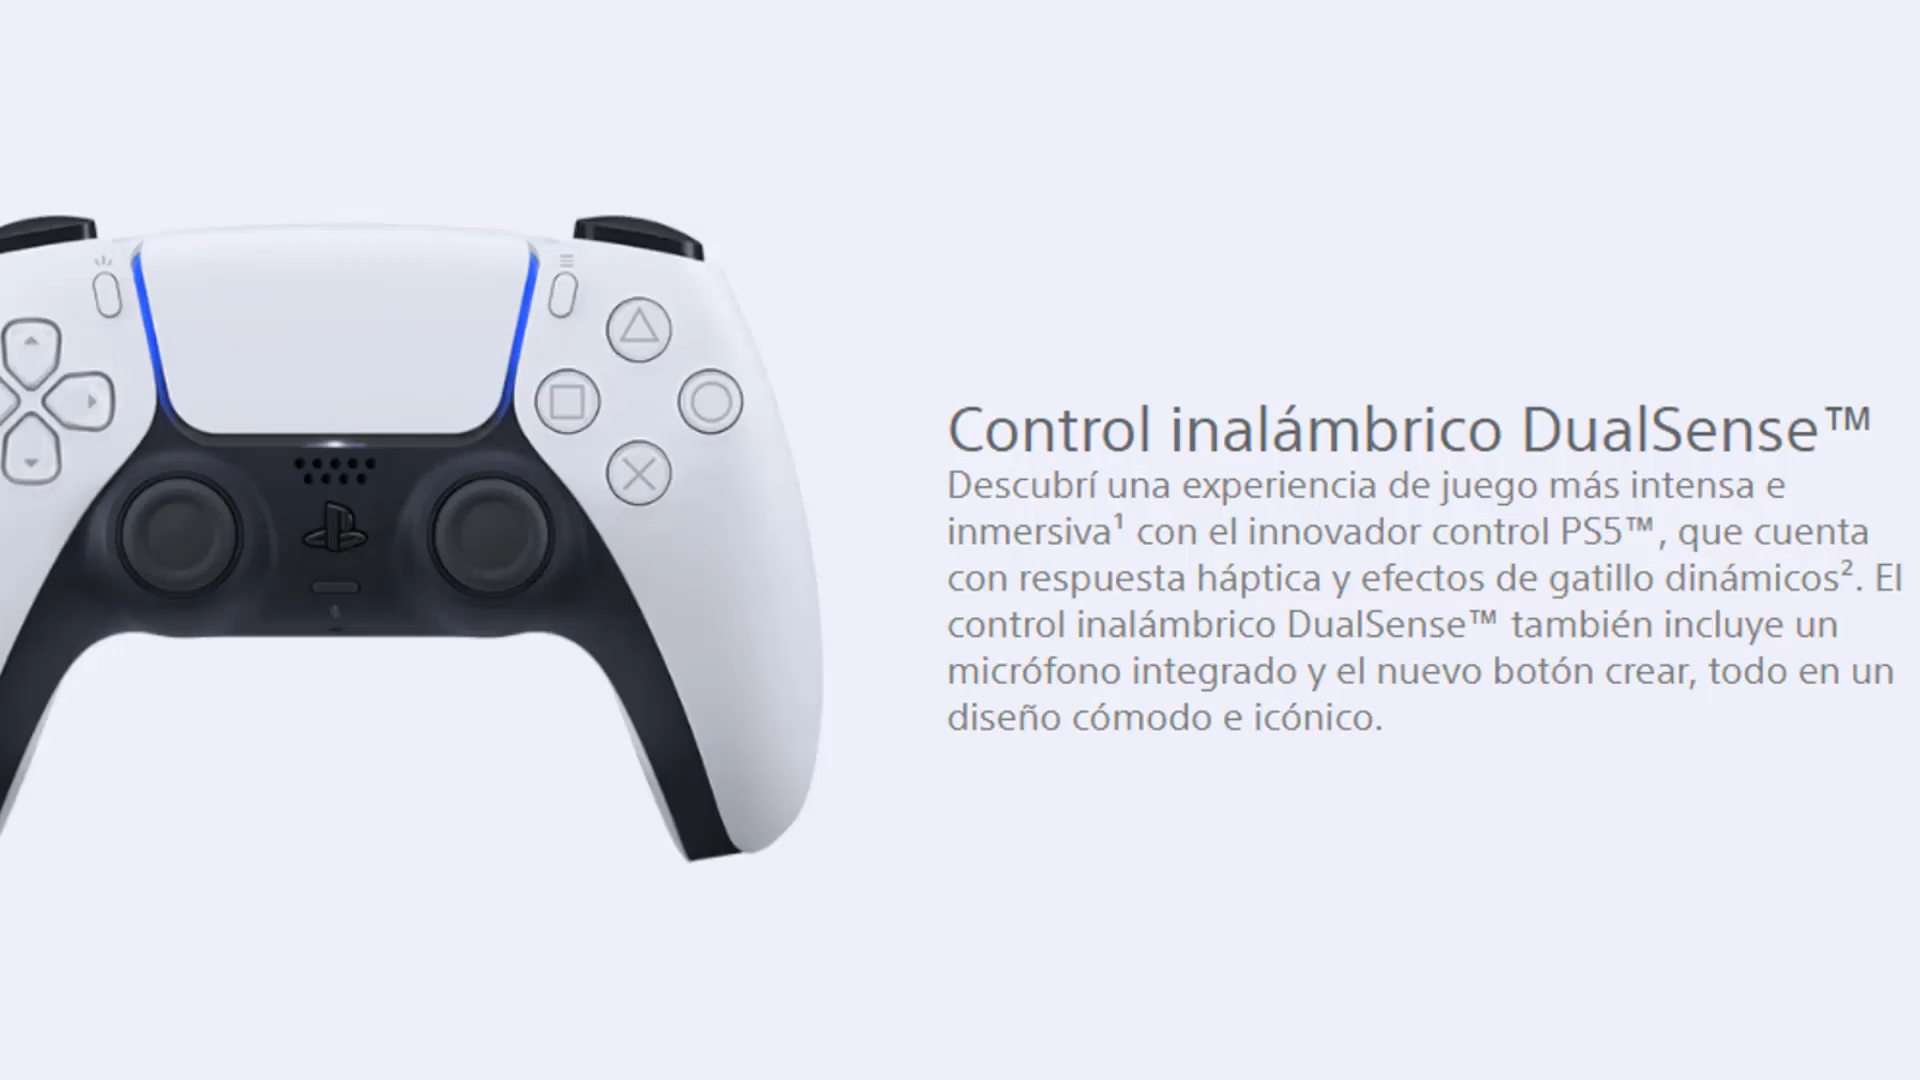 Control inalámbrico DualSense™
Descubrí una experiencia de juego más intensa e
inmersiva¹ con el innovador control PS5™, que cuenta
con respuesta háptica y efectos de gatillo dinámicos². El
control inalámbrico DualSense™ también incluye un
micrófono integrado y el nuevo botón crear, todo en un
diseño cómodo e icónico.